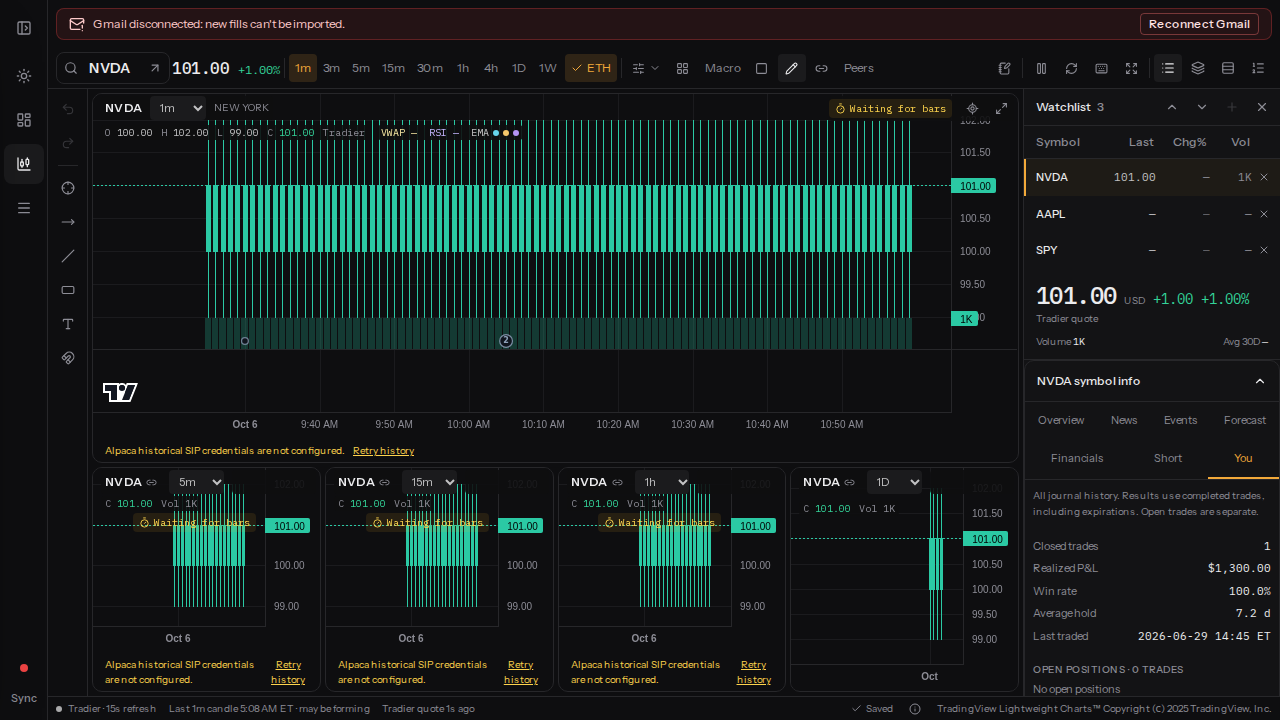 Gmail disconnected: new fills can't be imported.
Reconnect Gmail
NVDA
101.00 +1.00%
1m 3m 5m 15m 30m 1h 4h 1D 1W ETH
Macro
Peers
NVDA 1m NEW YORK
Waiting for bars
O 100.00 H 102.00 L 99.00 C 101.00 Tradier VWAP — RSI — EMA
102.00
101.50
101.00
100.50
100.00
99.50
1K
2
Oct 6 9:40 AM 9:50 AM 10:00 AM 10:10 AM 10:20 AM 10:30 AM 10:40 AM 10:50 AM
Alpaca historical SIP credentials are not configured. Retry history
NVDA 5m
C 101.00 Vol 1K
Waiting for bars
102.00
101.00
100.00
99.00
Oct 6
Alpaca historical SIP credentials are not configured.
Retry history
NVDA 15m
C 101.00 Vol 1K
Waiting for bars
102.00
101.00
100.00
99.00
Oct 6
Alpaca historical SIP credentials are not configured.
Retry history
NVDA 1h
C 101.00 Vol 1K
Waiting for bars
102.00
101.00
100.00
99.00
Oct 6
Alpaca historical SIP credentials are not configured.
Retry history
NVDA 1D
C 101.00 Vol 1K
102.00
101.50
101.00
100.50
100.00
99.50
99.00
Oct
Watchlist 3
Symbol Last Chg% Vol
NVDA 101.00 — 1K
AAPL — — —
SPY — — —
101.00 USD +1.00 +1.00%
Tradier quote
Volume 1K Avg 30D —
NVDA symbol info
Overview News Events Forecast
Financials Short You
All journal history. Results use completed trades,
including expirations. Open trades are separate.
Closed trades 1
Realized P&L $1,300.00
Win rate 100.0%
Average hold 7.2 d
Last traded 2026-06-29 14:45 ET
OPEN POSITIONS · 0 TRADES
No open positions
Sync
Tradier · 15s refresh Last 1m candle 5:08 AM ET · may be forming Tradier quote 1s ago
Saved
TradingView Lightweight Charts™ Copyright (c) 2025 TradingView, Inc.